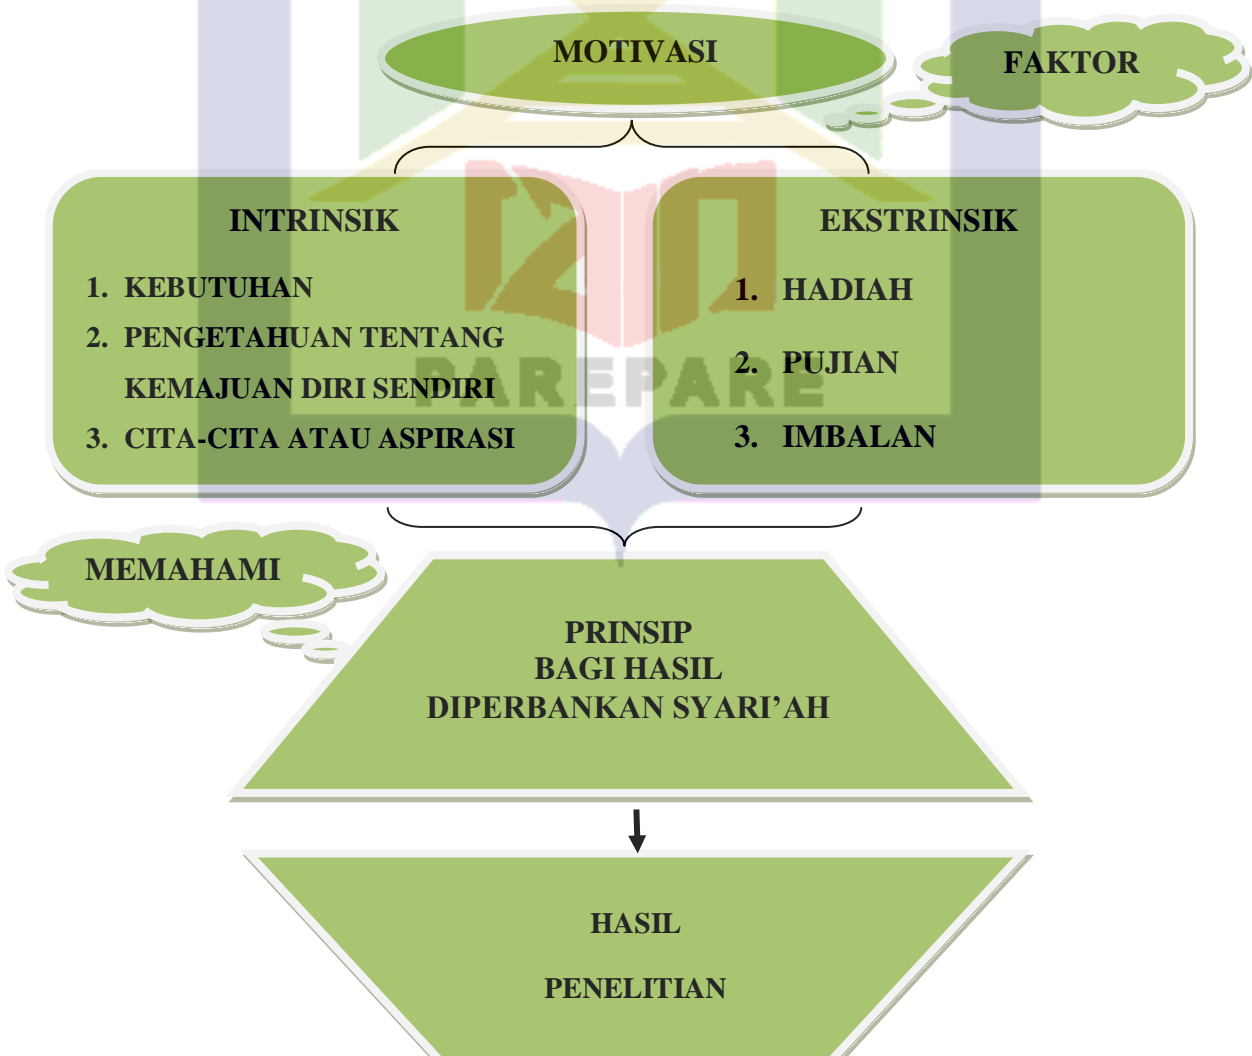 MOTIVASI
FAKTOR
INTRINSIK
1. KEBUTUHAN
2. PENGETAHUAN TENTANG
KEMAJUAN DIRI SENDIRI
3. CITA-CITA ATAU ASPIRASI
EKSTRINSIK
1. HADIAH
2. PUJIAN
3. IMBALAN
PAREPARE
MEMAHAMI
PRINSIP
BAGI HASIL
DIPERBANKAN SYARI’AH
HASIL
PENELITIAN